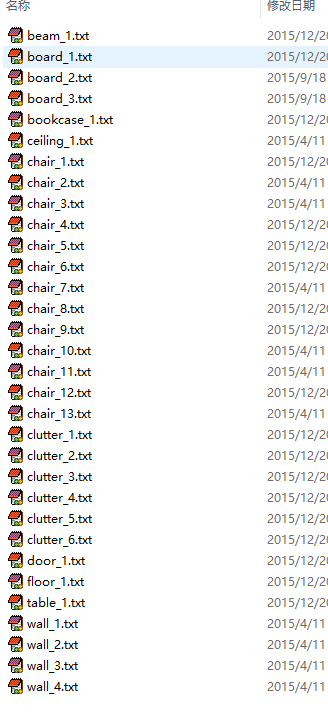 名称 修改日期
beam_1.txt 2015/12/20
board_1.txt 2015/12/20
board_2.txt 2015/9/18
board_3.txt 2015/9/18
bookcase_1.txt 2015/12/20
ceiling_1.txt 2015/4/11
chair_1.txt 2015/12/20
chair_2.txt 2015/4/11
chair_3.txt 2015/4/11
chair_4.txt 2015/12/20
chair_5.txt 2015/12/20
chair_6.txt 2015/12/20
chair_7.txt 2015/4/11
chair_8.txt 2015/12/20
chair_9.txt 2015/12/20
chair_10.txt 2015/4/11
chair_11.txt 2015/4/11
chair_12.txt 2015/12/20
chair_13.txt 2015/4/11
clutter_1.txt 2015/12/20
clutter_2.txt 2015/12/20
clutter_3.txt 2015/12/20
clutter_4.txt 2015/12/20
clutter_5.txt 2015/12/20
clutter_6.txt 2015/12/20
door_1.txt 2015/12/20
floor_1.txt 2015/12/20
table_1.txt 2015/12/20
wall_1.txt 2015/4/11
wall_2.txt 2015/4/11
wall_3.txt 2015/4/11
wall_4.txt 2015/4/11